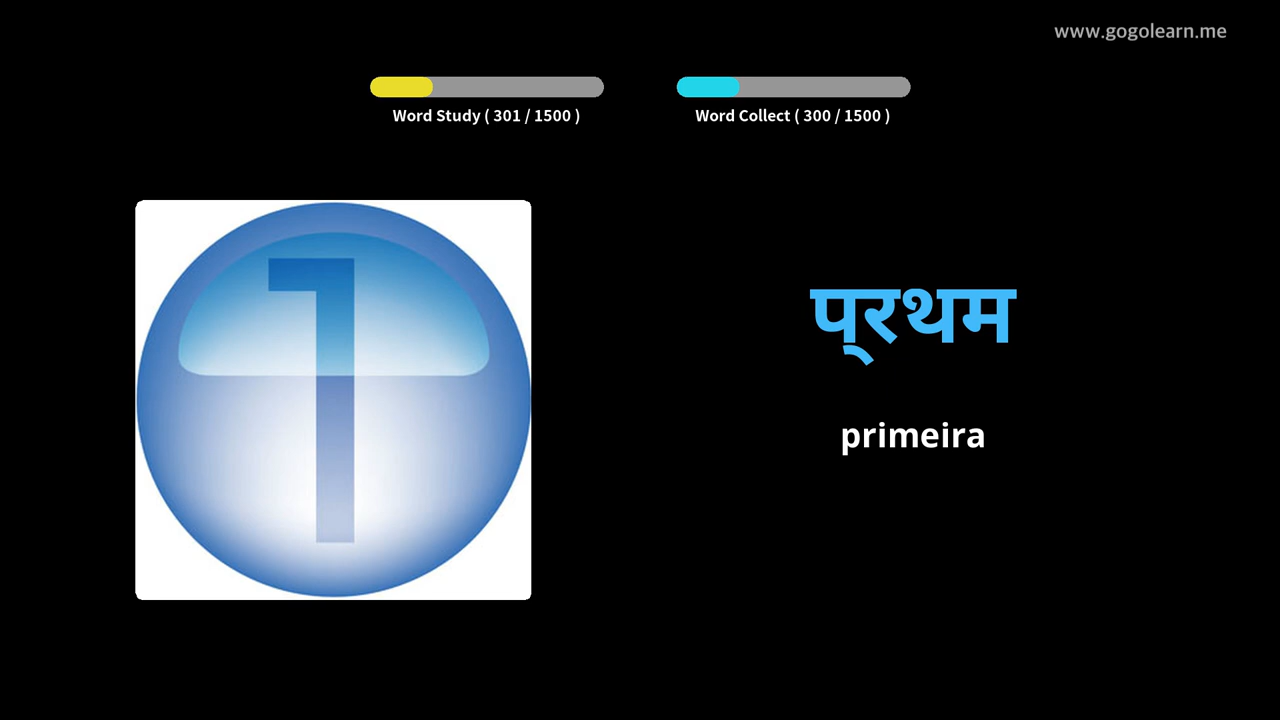 www.gogolearn.me
Word Study ( 301 / 1500 )
Word Collect ( 300 / 1500 )
1
प्रथम
primeira